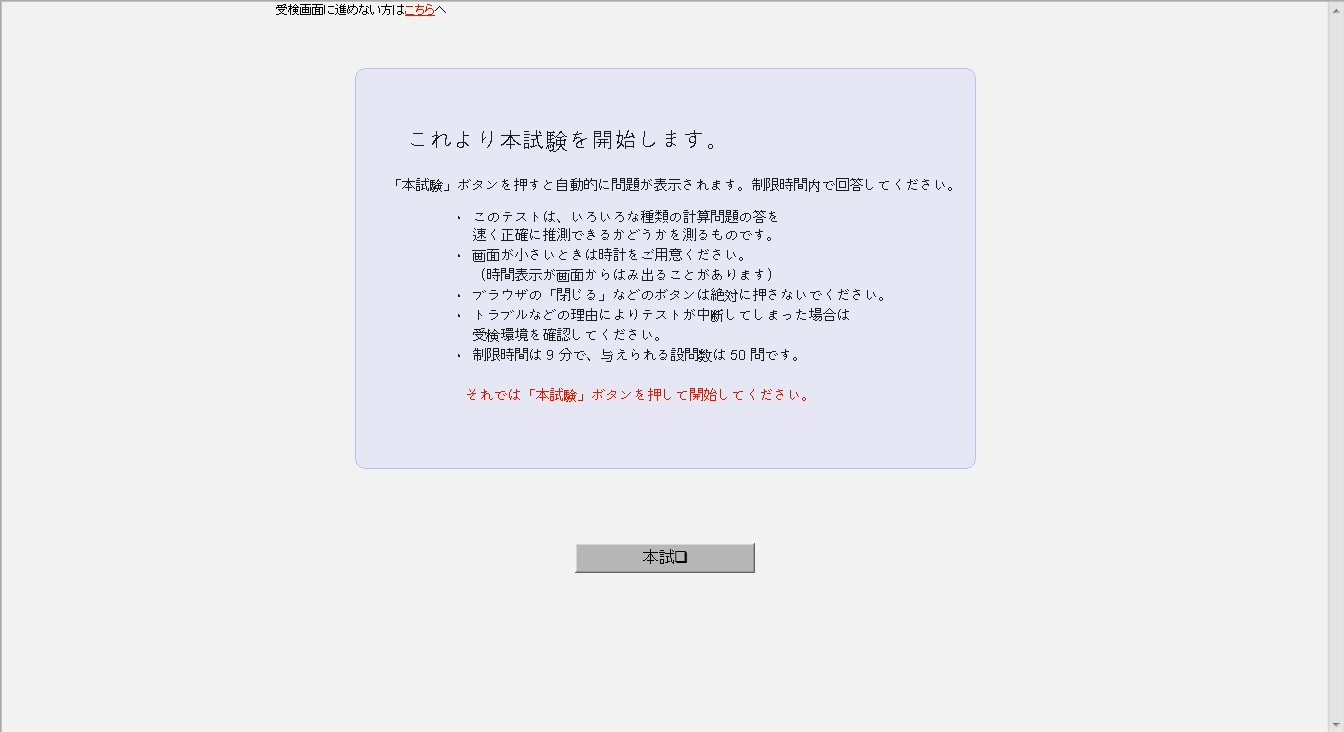 受検画面に進めない方はこちらへ
これより本試験を開始します。
「本試験」ボタンを押すと自動的に問題が表示されます。制限時間内で回答してください。
・ このテストは、いろいろな種類の計算問題の答を
速く正確に推測できるかどうかを測るものです。
・ 画面が小さいときは時計をご用意ください。
（時間表示が画面からはみ出ることがあります）
・ ブラウザの「閉じる」などのボタンは絶対に押さないでください。
・ トラブルなどの理由によりテストが中断してしまった場合は
受検環境を確認してください。
・ 制限時間は 9 分で、与えられる設問数は 50 問です。
それでは「本試験」ボタンを押して開始してください。
本試❏